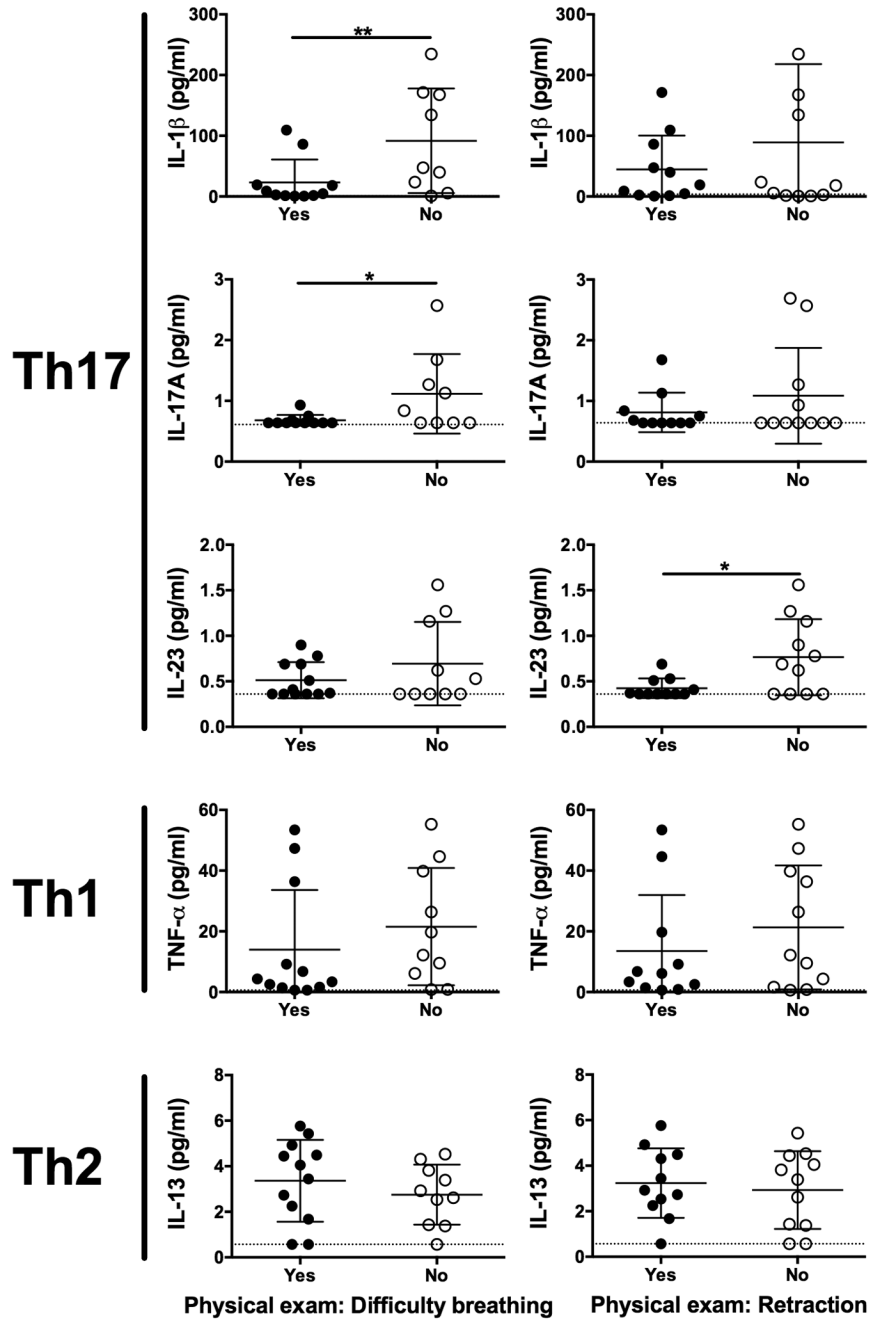 Th17
IL-1β (pg/ml)
300
200
100
0
**
Yes
No
IL-1β (pg/ml)
300
200
100
0
Yes
No
IL-17A (pg/ml)
3
2
1
0
*
Yes
No
IL-17A (pg/ml)
3
2
1
0
Yes
No
IL-23 (pg/ml)
2.0
1.5
1.0
0.5
0.0
Yes
No
IL-23 (pg/ml)
2.0
1.5
1.0
0.5
0.0
*
Yes
No
Th1
TNF-α (pg/ml)
60
40
20
0
Yes
No
TNF-α (pg/ml)
60
40
20
0
Yes
No
Th2
IL-13 (pg/ml)
8
6
4
2
0
Yes
No
IL-13 (pg/ml)
8
6
4
2
0
Yes
No
Physical exam: Difficulty breathing
Physical exam: Retraction